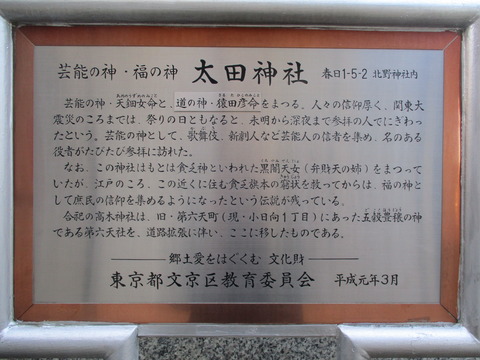 芸能の神・福の神 太田神社 春日1-5-2 北野神社内
芸能の神・天鈿女命と、道の神・猿田彦命をまつる。人々の信仰厚く、関東大
震災のころまでは、祭りの日ともなると、未明から深夜まで参拝の人でにぎわ
ったという。芸能の神として、歌舞伎、新劇人など芸能人の信者を集め、名のある
役者がたびたび参拝に訪れた。
なお、この神社はもとは貧乏神といわれた黒闇天女(弁財天の姉)をまつってい
ていたが、江戸のころ、この近くに住む貧乏旗本の窮状を救ってからは、福の神と
して庶民の信仰を集めるようになったという伝説が残っている。
合祀の高木神社は、旧・第六天町(現・小日向1丁目)にあった五穀豊穣の神
である第六天社を、道路拡張に伴い、ここに移したものである。
郷土愛をはぐくむ 文化財
東京都文京区教育委員会 平成元年3月